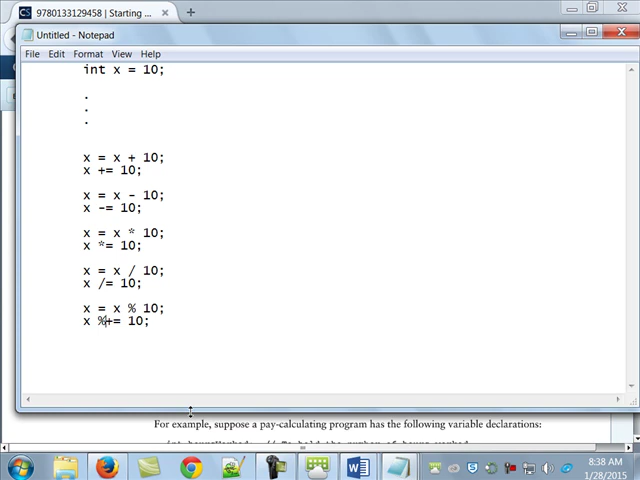 9780133129458 | Starting ...
Untitled - Notepad
File Edit Format View Help
int x = 10;
.
.
.
x = x + 10;
x += 10;
x = x - 10;
x -= 10;
x = x * 10;
x *= 10;
x = x / 10;
x /= 10;
x = x % 10;
x %+= 10;
For example, suppose a pay-calculating program has the following variable declarations:
8:38 AM
1/28/2015